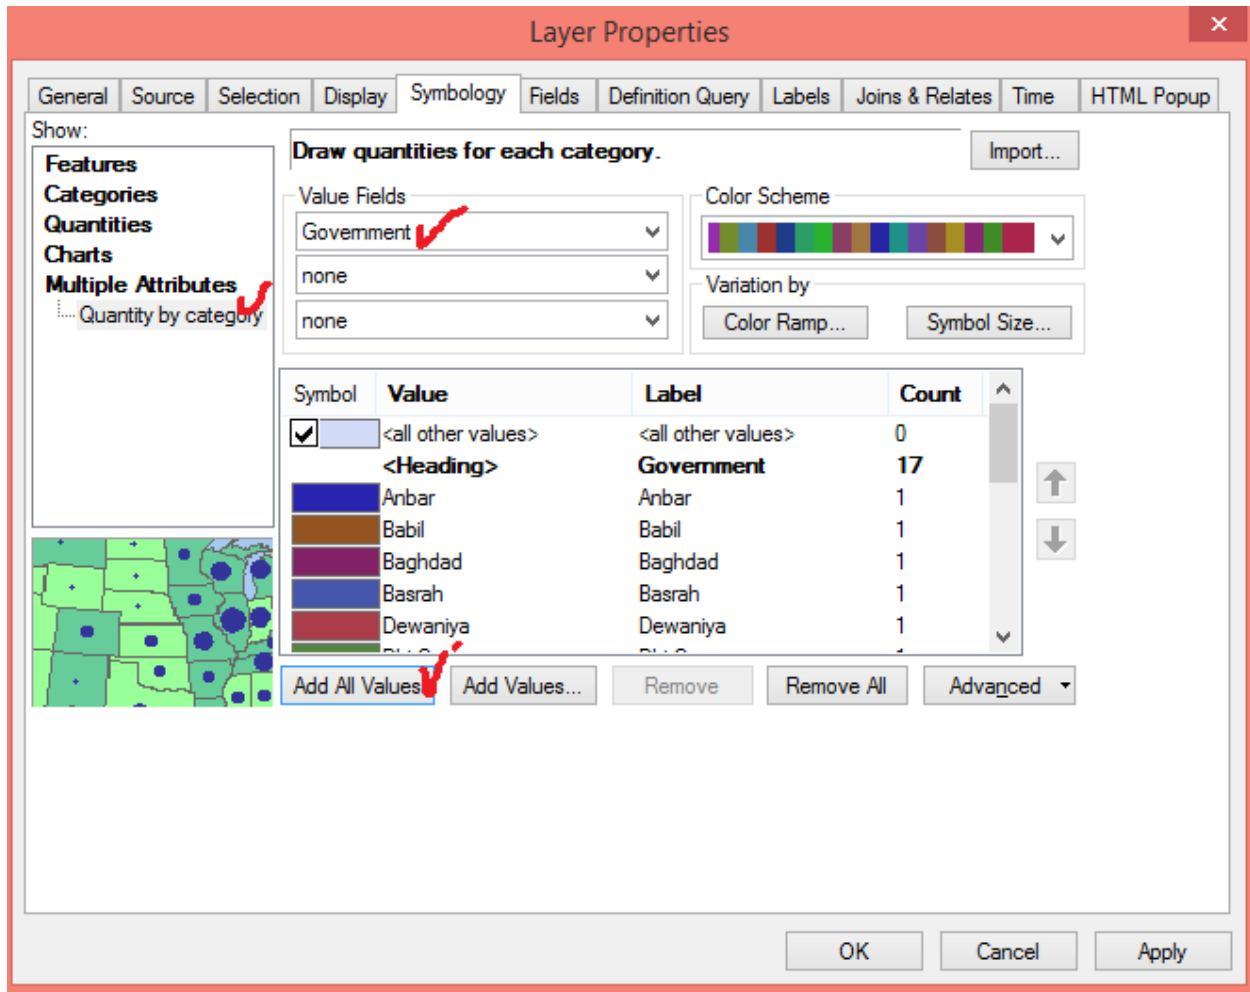 Layer Properties
General Source Selection Display Symbology Fields Definition Query Labels Joins & Relates Time HTML Popup
Show:
Features
Categories
Quantities
Charts
Multiple Attributes
Quantity by category
Draw quantities for each category.
Import...
Value Fields
Government
none
none
Color Scheme
Variation by
Color Ramp...
Symbol Size...
Symbol Value Label Count
<all other values> <all other values> 0
<Heading> Government 17
Anbar Anbar 1
Babil Babil 1
Baghdad Baghdad 1
Basrah Basrah 1
Dewaniya Dewaniya 1
Add All Values Add Values... Remove Remove All Advanced
OK Cancel Apply